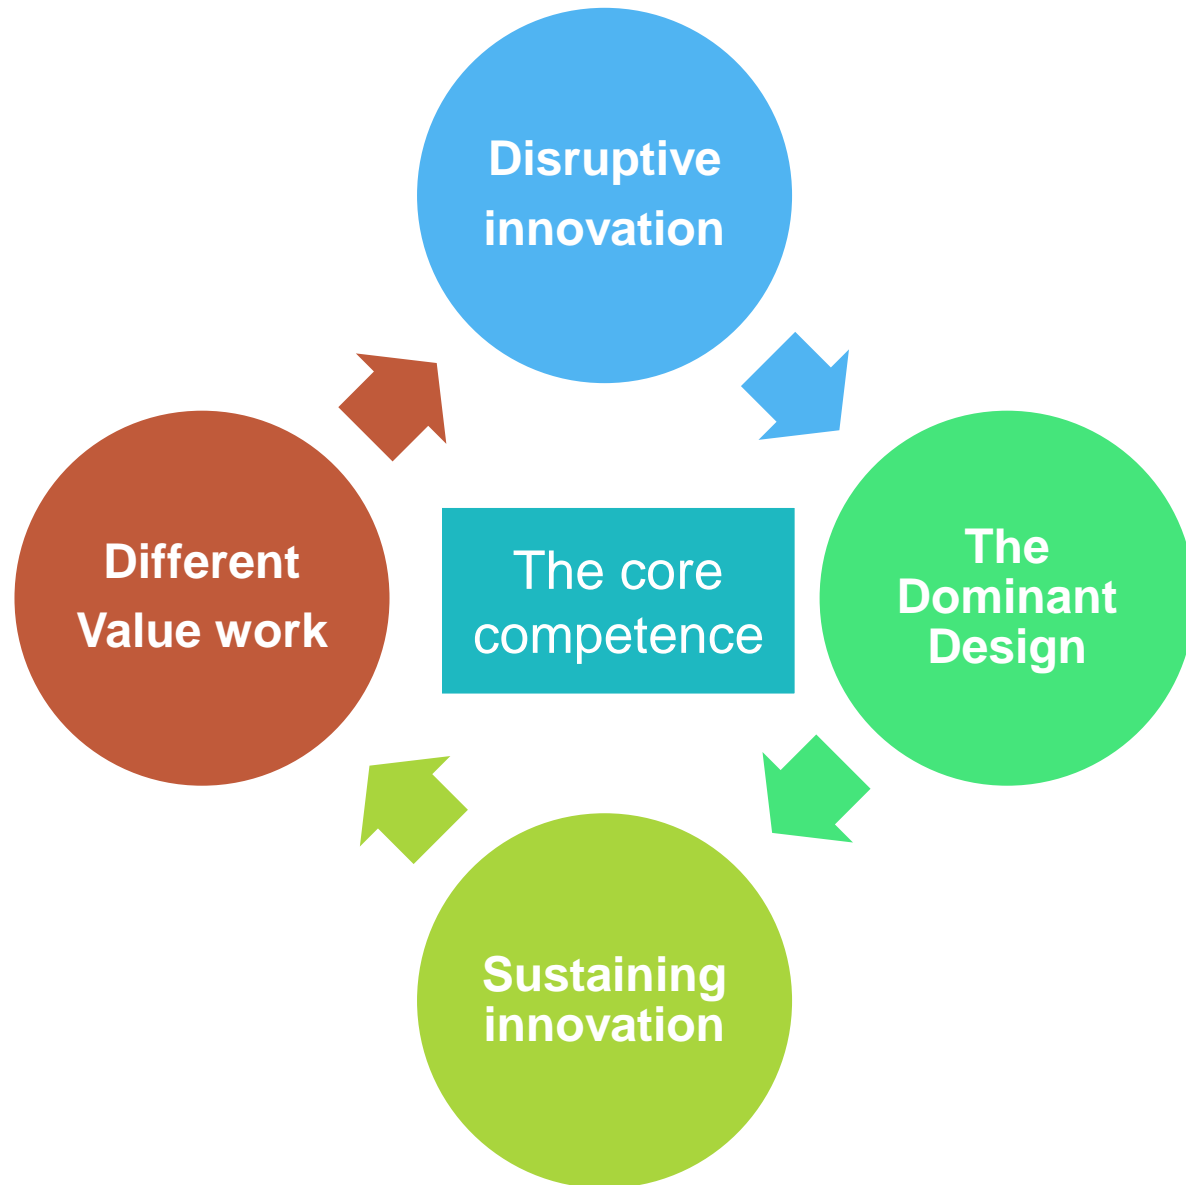 Disruptive
innovation
The
Dominant
Design
Sustaining
innovation
Different
Value work
The core
competence